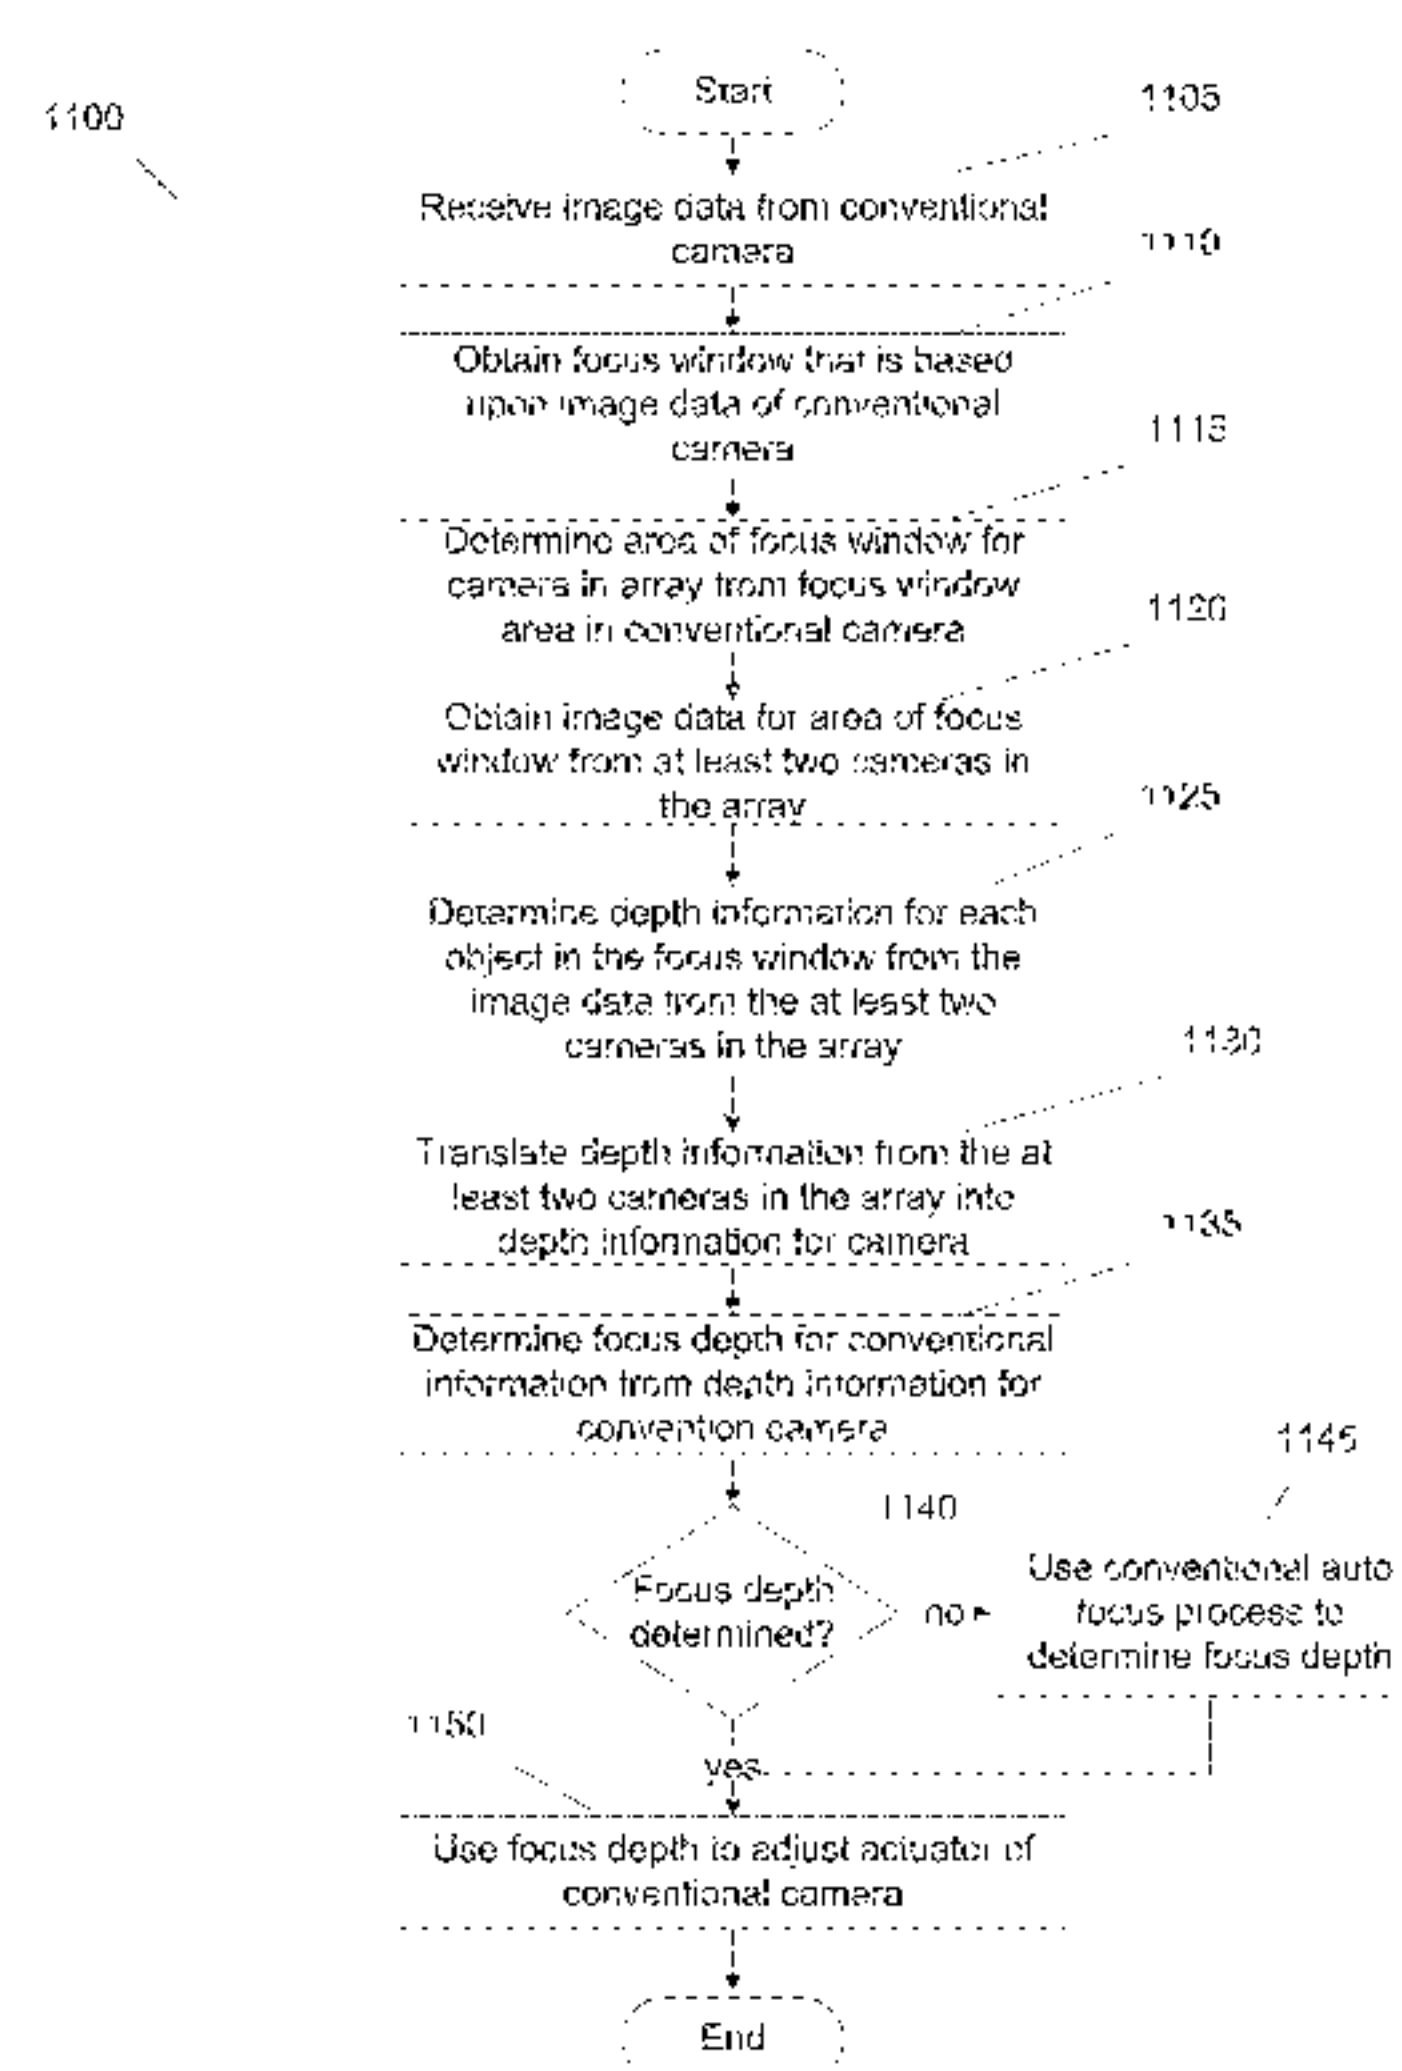 Start
1100
1105
Receive image data from conventional
camera
1110
Obtain focus window that is based
upon image data of conventional
camera
1115
Determine area of focus window for
camera in array from focus window
area in conventional camera
1120
Obtain image data for area of focus
window from at least two cameras in
the array
1125
Determine depth information for each
object in the focus window from the
image data from the at least two
cameras in the array
1130
Translate depth information from the at
least two cameras in the array into
depth information for camera
1135
Determine focus depth for conventional
information from depth information for
convention camera
1140
Focus depth
determined?
no
1145
Use conventional auto
focus process to
determine focus depth
yes
1150
Use focus depth to adjust actuator of
conventional camera
End